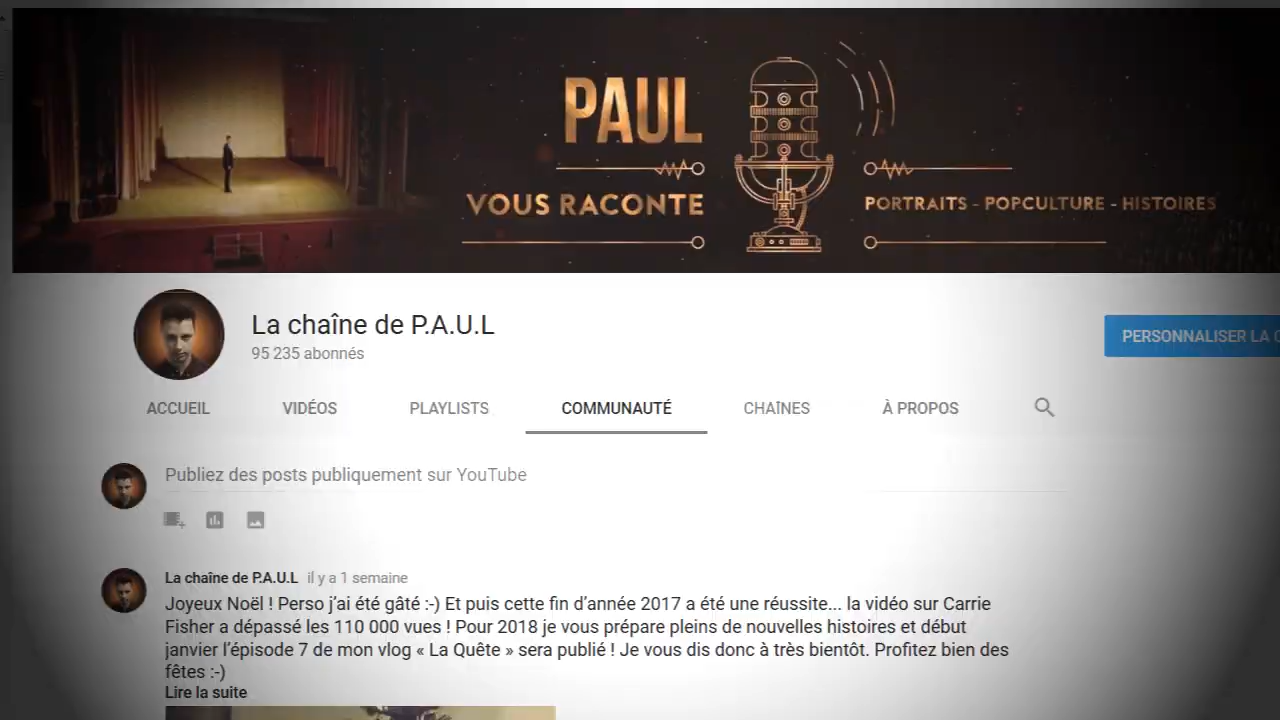 PAUL
VOUS RACONTE
PORTRAITS - POPCULTURE - HISTOIRES
La chaîne de P.A.U.L
95 235 abonnés
PERSONNALISER LA C
ACCUEIL
VIDÉOS
PLAYLISTS
COMMUNAUTÉ
CHAÎNES
À PROPOS
Publiez des posts publiquement sur YouTube
La chaîne de P.A.U.L il y a 1 semaine
Joyeux Noël ! Perso j'ai été gâté :-) Et puis cette fin d'année 2017 a été une réussite... la vidéo sur Carrie
Fisher a dépassé les 110 000 vues ! Pour 2018 je vous prépare pleins de nouvelles histoires et début
janvier l'épisode 7 de mon vlog « La Quête » sera publié ! Je vous dis donc à très bientôt. Profitez bien des
fêtes :-)
Lire la suite